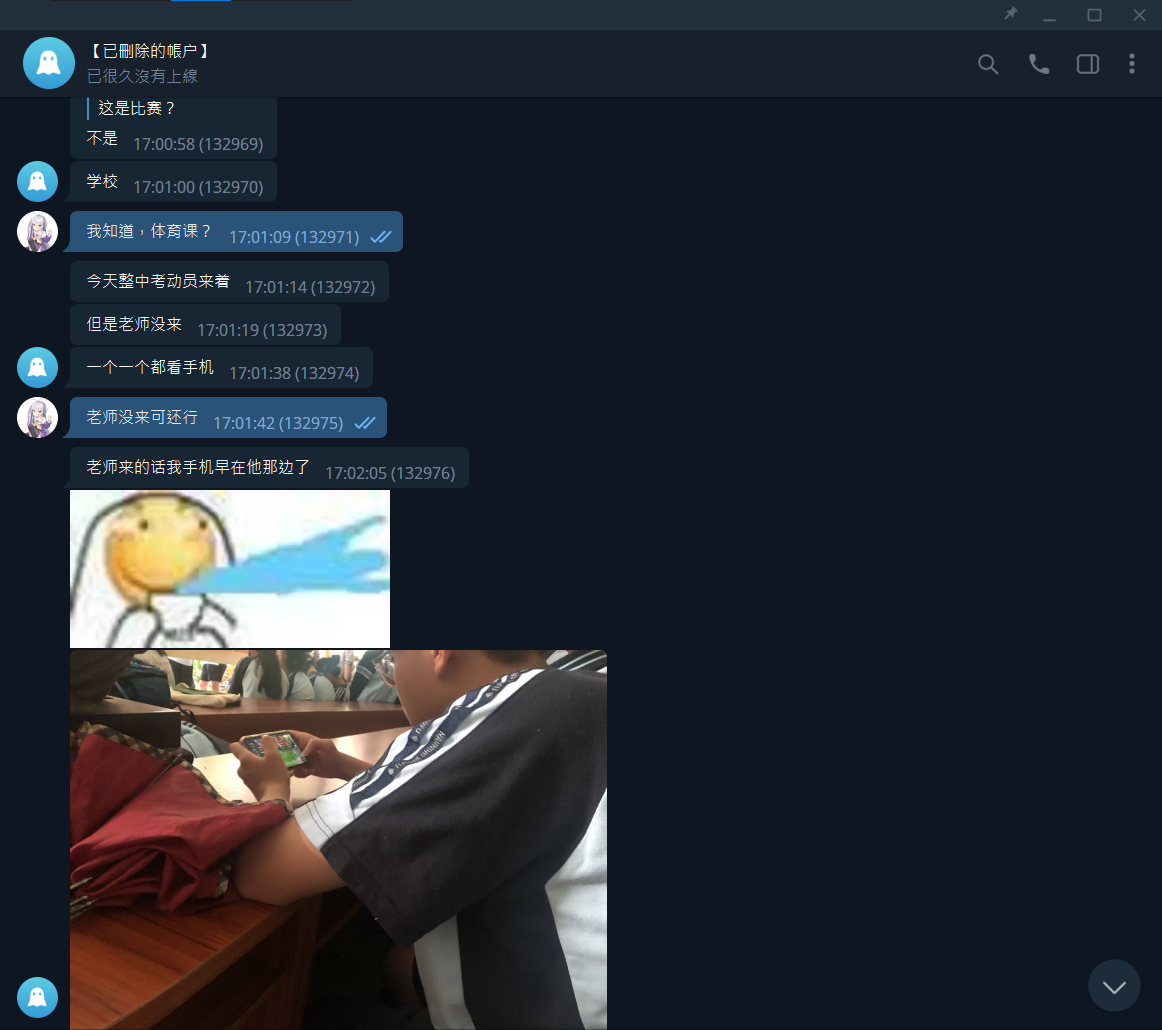 【已刪除的帳户】
已很久沒有上線
这是比赛？
不是 17:00:58 (132969)
学校 17:01:00 (132970)
我知道，体育课？ 17:01:09 (132971)
今天整中考动员来着 17:01:14 (132972)
但是老师没来 17:01:19 (132973)
一个一个都看手机 17:01:38 (132974)
老师没来可还行 17:01:42 (132975)
老师来的话我手机早在他那边了 17:02:05 (132976)